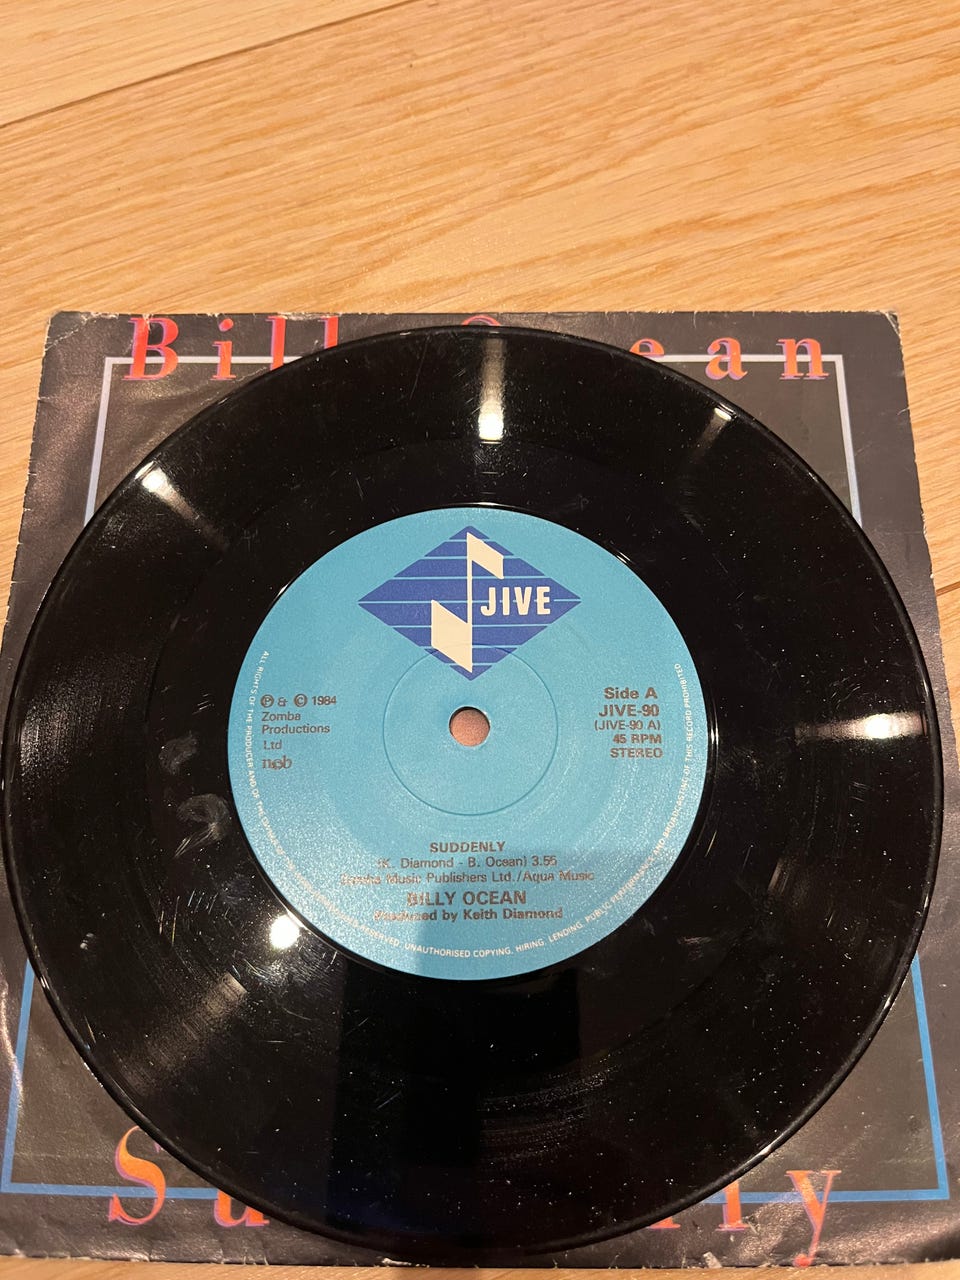 Bill
ean
JIVE
℗ & © 1984
Zomba
Productions
Ltd
ncb
Side A
JIVE-90
(JIVE-90 A)
45 RPM
STEREO
SUDDENLY
(K. Diamond - B. Ocean) 3.55
Music Publishers Ltd./Aqua Music
BILLY OCEAN
Produced by Keith Diamond
ALL RIGHTS OF THE PRODUCER AND OF THE
RESERVED. UNAUTHORISED COPYING, HIRING, LENDING, PUBLIC PERFORMANCE AND BROADCASTING OF THIS RECORD PROHIBITED
Su
ly